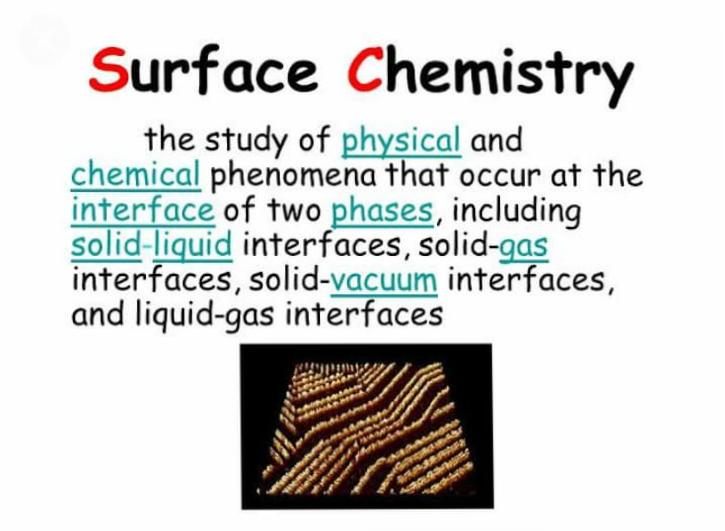 Surface Chemistry
the study of physical and
chemical phenomena that occur at the
interface of two phases, including
solid-liquid interfaces, solid-gas
interfaces, solid-vacuum interfaces,
and liquid-gas interfaces